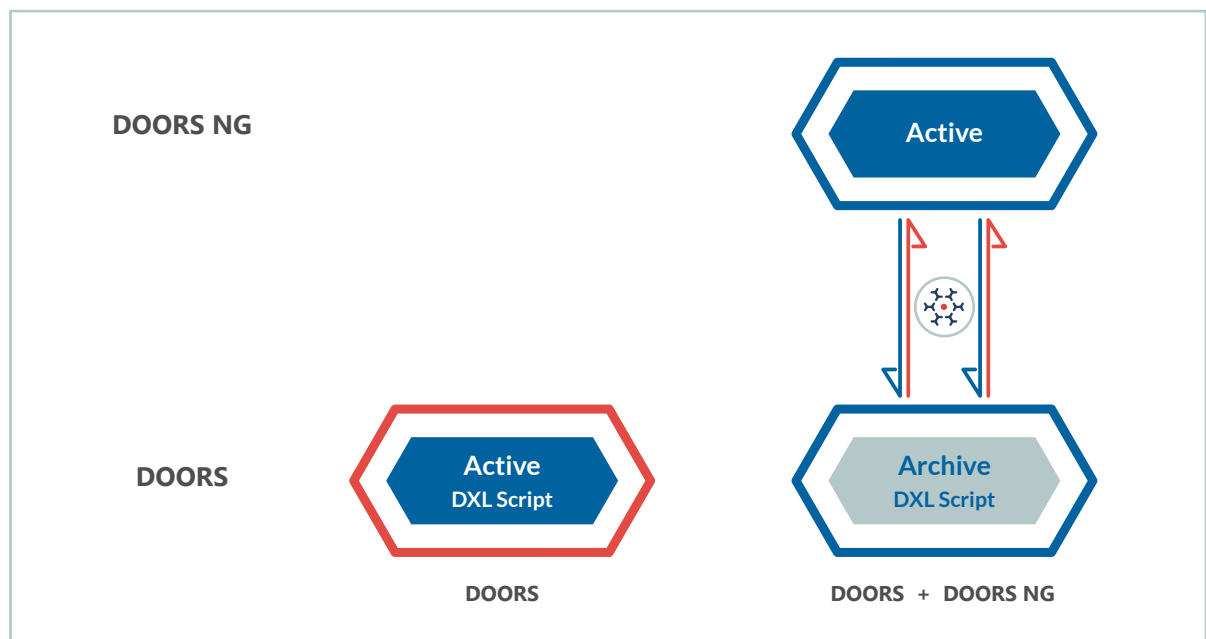 DOORS NG
Active
DOORS
Active
DXL Script
Archive
DXL Script
DOORS
DOORS + DOORS NG